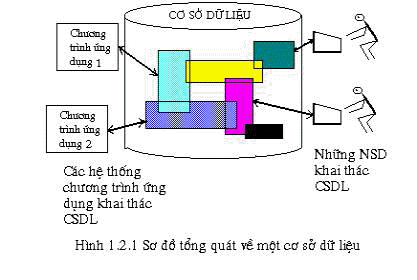 CƠ SỞ DỮ LIỆU
Chương
trình ứng
dụng 1
Chương
trình ứng
dụng 2
Các hệ thống
chương trình ứng
dụng khai thác
CSDL
Những NSD
khai thác
CSDL
Hình 1.2.1 Sơ đồ tổng quát về một cơ sở dữ liệu